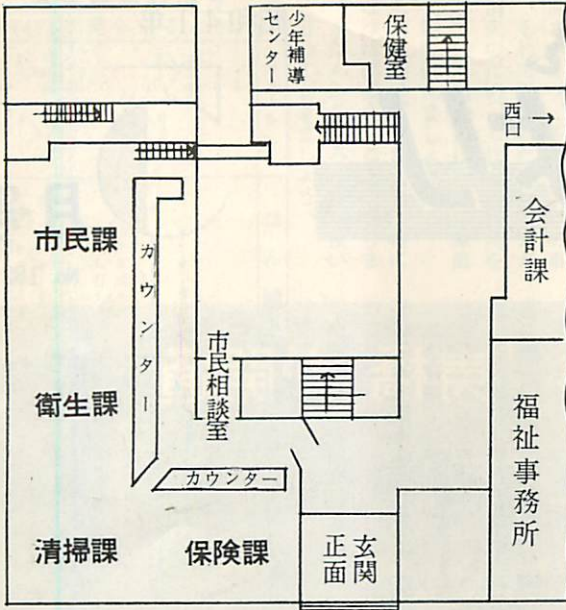 少年補導
センター
保健室
西口 →
会計課
市民課
カウンター
市民相談室
衛生課
福祉事務所
カウンター
清掃課
保険課
正面
玄関